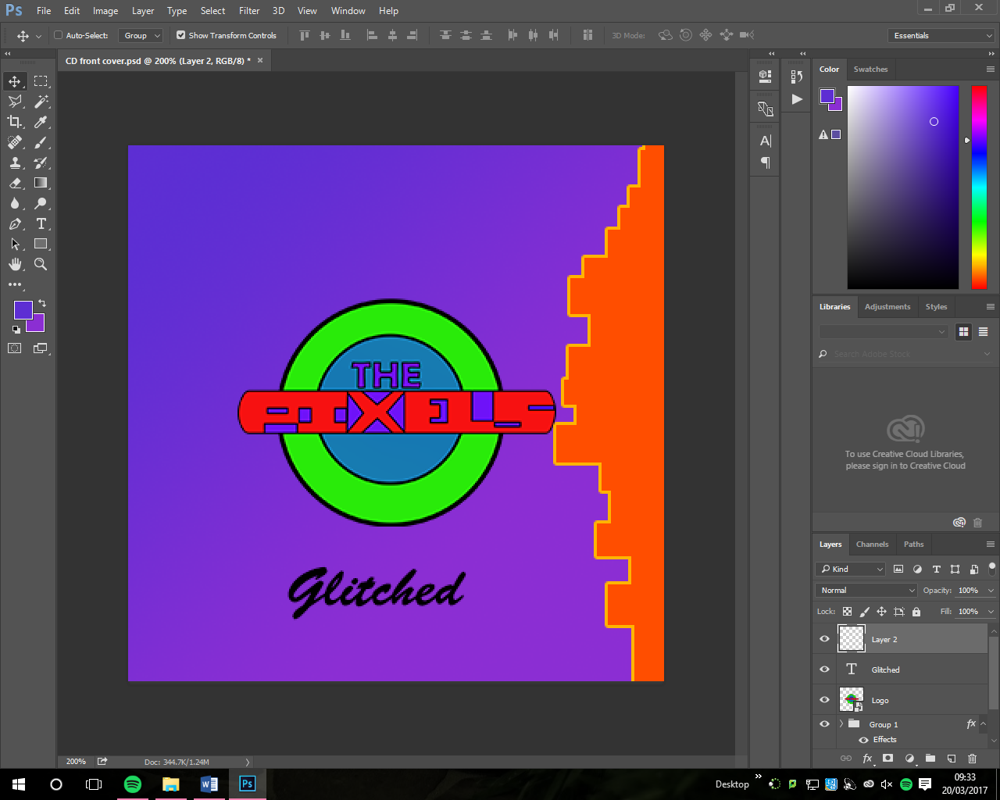 Ps File Edit Image Layer Type Select Filter 3D View Window Help
Auto-Select: Group Show Transform Controls 3D Mode: Essentials
CD front cover.psd @ 200% (Layer 2, RGB/8) * ×
Color Swatches
THE
PIXELS
Glitched
A|
Libraries Adjustments Styles
Search Adobe Stock
To use Creative Cloud Libraries,
please sign in to Creative Cloud
Layers Channels Paths
Kind
Normal Opacity: 100%
Lock: Fill: 100%
Layer 2
Glitched
Logo
Group 1 fx
Effects
fx
200% Doc: 344.7K/1.24M
Ps Desktop 09:33
20/03/2017